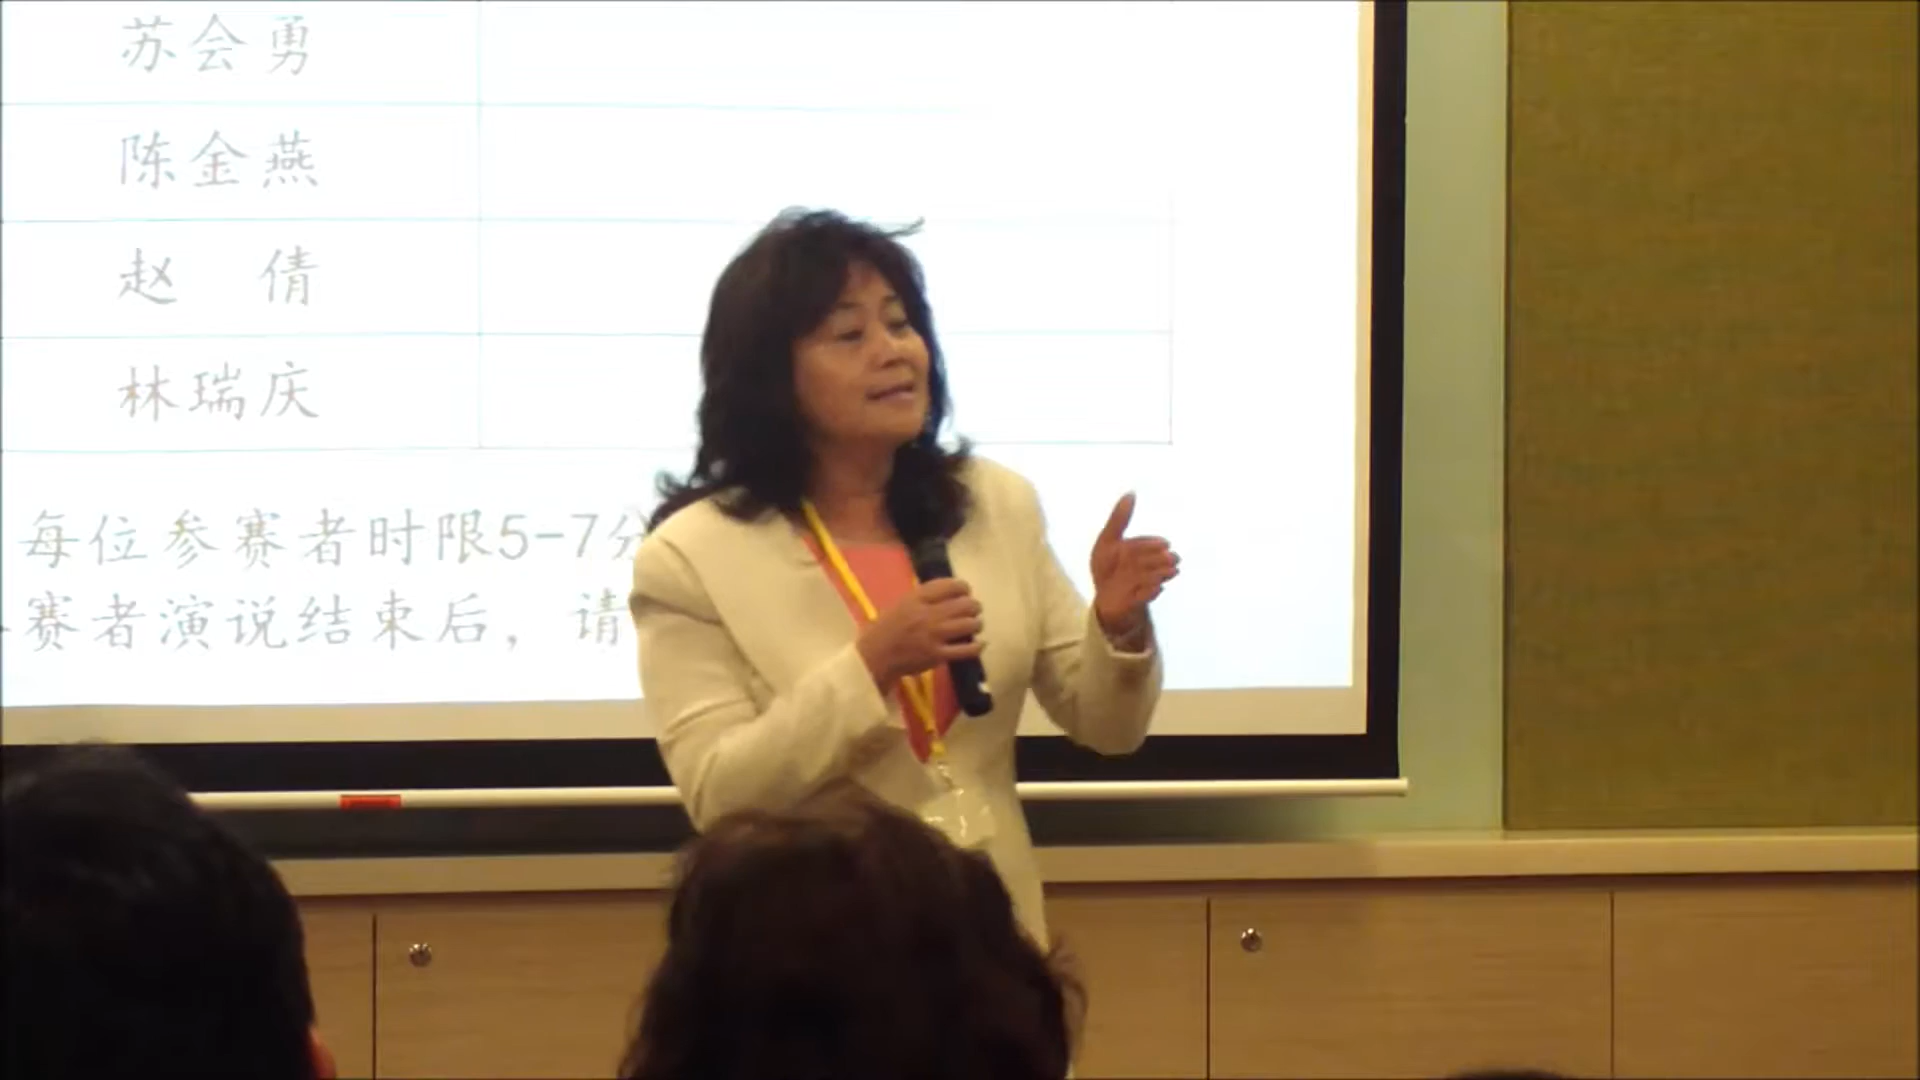 苏会勇
陈金燕
赵 倩
林瑞庆
每位参赛者时限5-7分
赛者演说结束后，请